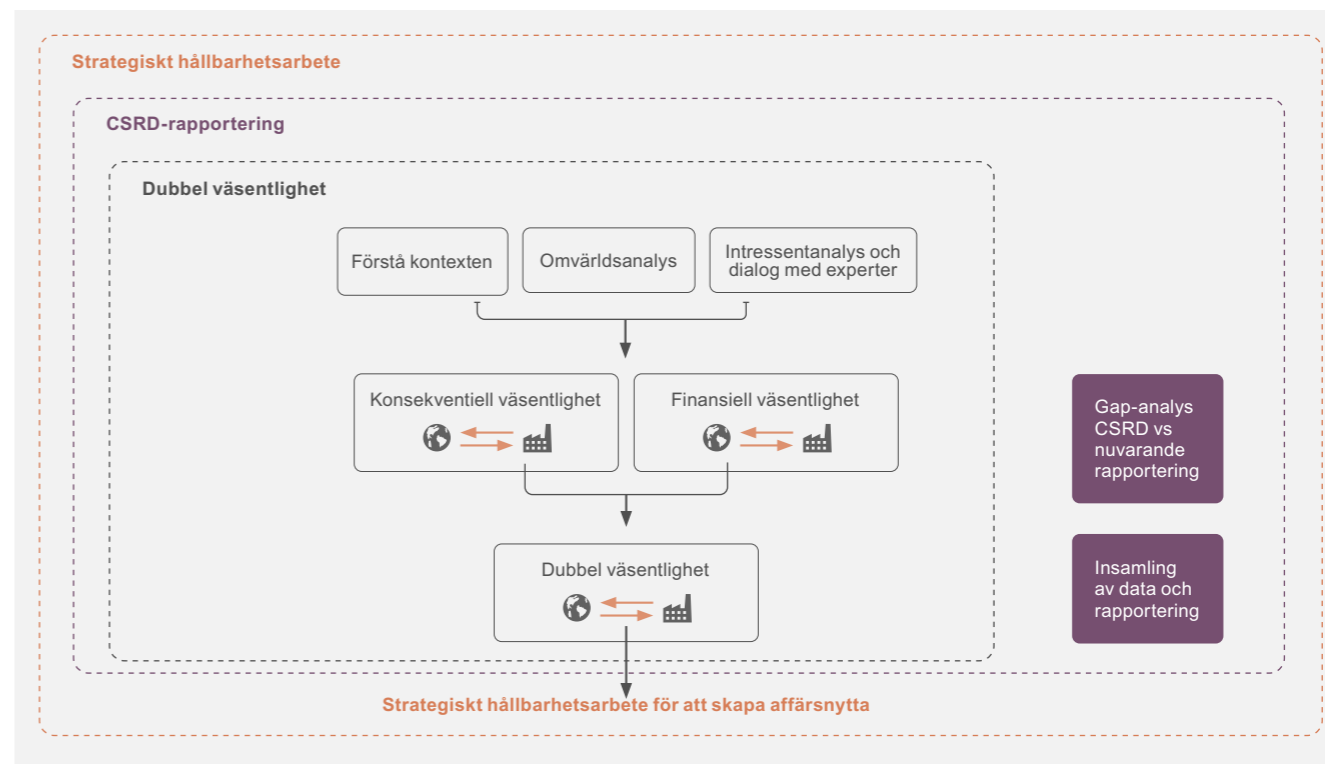 Strategiskt hållbarhetsarbete
CSRD-rapportering
Dubbel väsentlighet
Förstå kontexten
Omvärldsanalys
Intressentanalys och
dialog med experter
Konsekventiell väsentlighet
Finansiell väsentlighet
Gap-analys
CSRD vs
nuvarande
rapportering
Dubbel väsentlighet
Insamling
av data och
rapportering
Strategiskt hållbarhetsarbete för att skapa affärsnytta